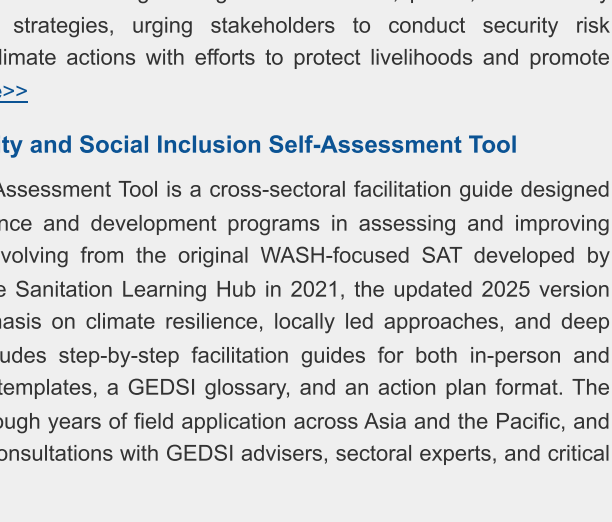 strategies, urging stakeholders to conduct security risk
climate actions with efforts to protect livelihoods and promote
>>
ty and Social Inclusion Self-Assessment Tool
Assessment Tool is a cross-sectoral facilitation guide designed
and development programs in assessing and improving
volving from the original WASH-focused SAT developed by
Sanitation Learning Hub in 2021, the updated 2025 version
asis on climate resilience, locally led approaches, and deep
udes step-by-step facilitation guides for both in-person and
templates, a GEDSI glossary, and an action plan format. The
ough years of field application across Asia and the Pacific, and
onsultations with GEDSI advisers, sectoral experts, and critical